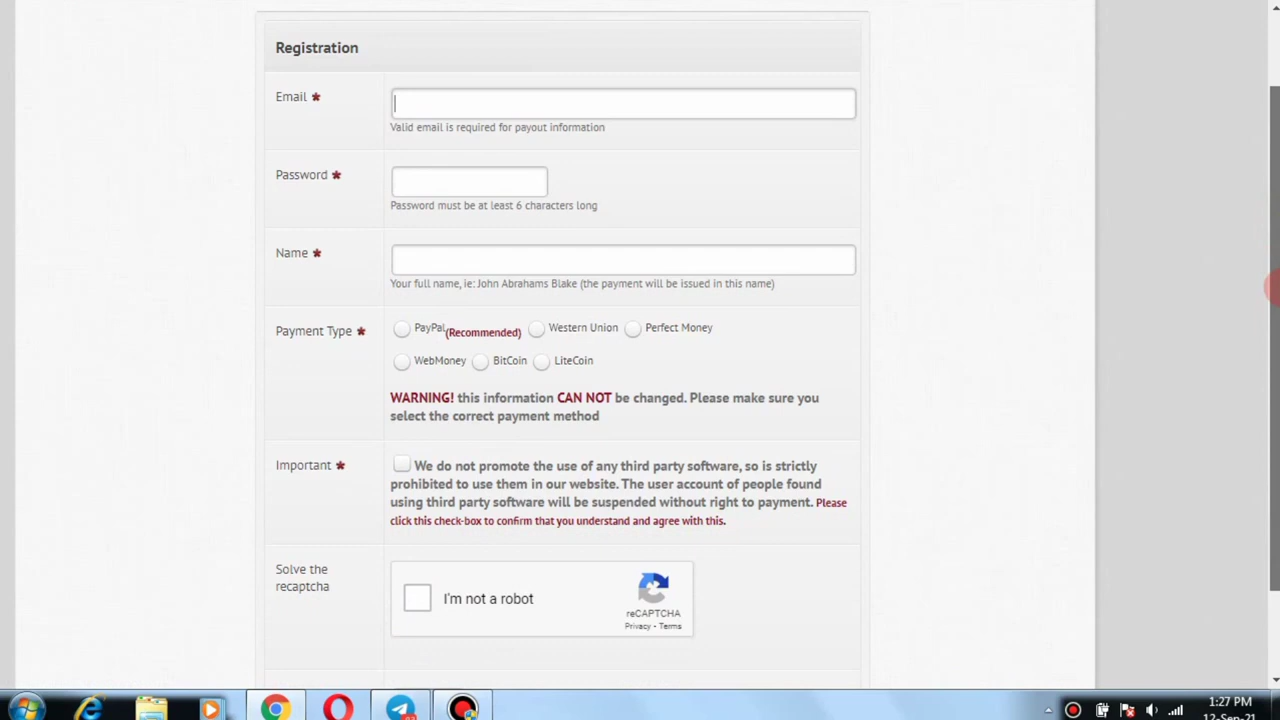 Registration
Email *
Valid email is required for payout information
Password *
Password must be at least 6 characters long
Name *
Your full name, ie: John Abrahams Blake (the payment will be issued in this name)
Payment Type *
PayPal(Recommended) Western Union Perfect Money
WebMoney BitCoin LiteCoin
WARNING! this information CAN NOT be changed. Please make sure you
select the correct payment method
Important *
We do not promote the use of any third party software, so is strictly
prohibited to use them in our website. The user account of people found
using third party software will be suspended without right to payment. Please
click this check-box to confirm that you understand and agree with this.
Solve the
recaptcha
I'm not a robot
reCAPTCHA
Privacy - Terms
1:27 PM
12-Sep-21